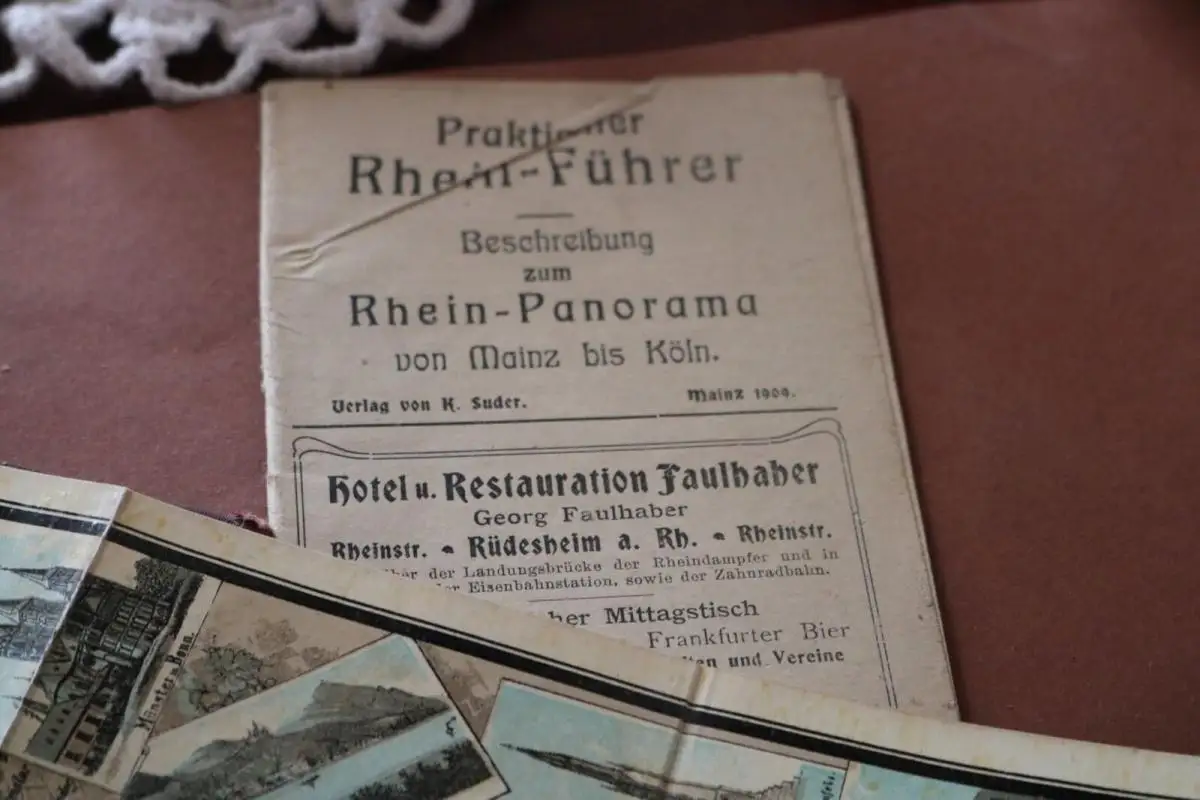 Praktischer
Rhein-Führer
Beschreibung
zum
Rhein-Panorama
von Mainz bis Köln.
Verlag von K. Suder. Mainz 1909.
Hotel u. Restauration Faulhaber
Georg Faulhaber
Rheinstr. • Rüdesheim a. Rh. • Rheinstr.
der Landungsbrücke der Rheindampfer und in
Eisenbahnstation, sowie der Zahnradbahn.
Mittagstisch
Frankfurter Bier
und Vereine
Münster z. Bonn.